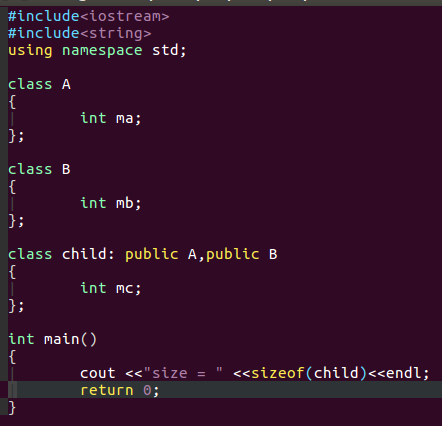 #include<iostream>
#include<string>
using namespace std;
class A
{
int ma;
};
class B
{
int mb;
};
class child: public A,public B
{
int mc;
};
int main()
{
cout <<"size = " <<sizeof(child)<<endl;
return 0;
}